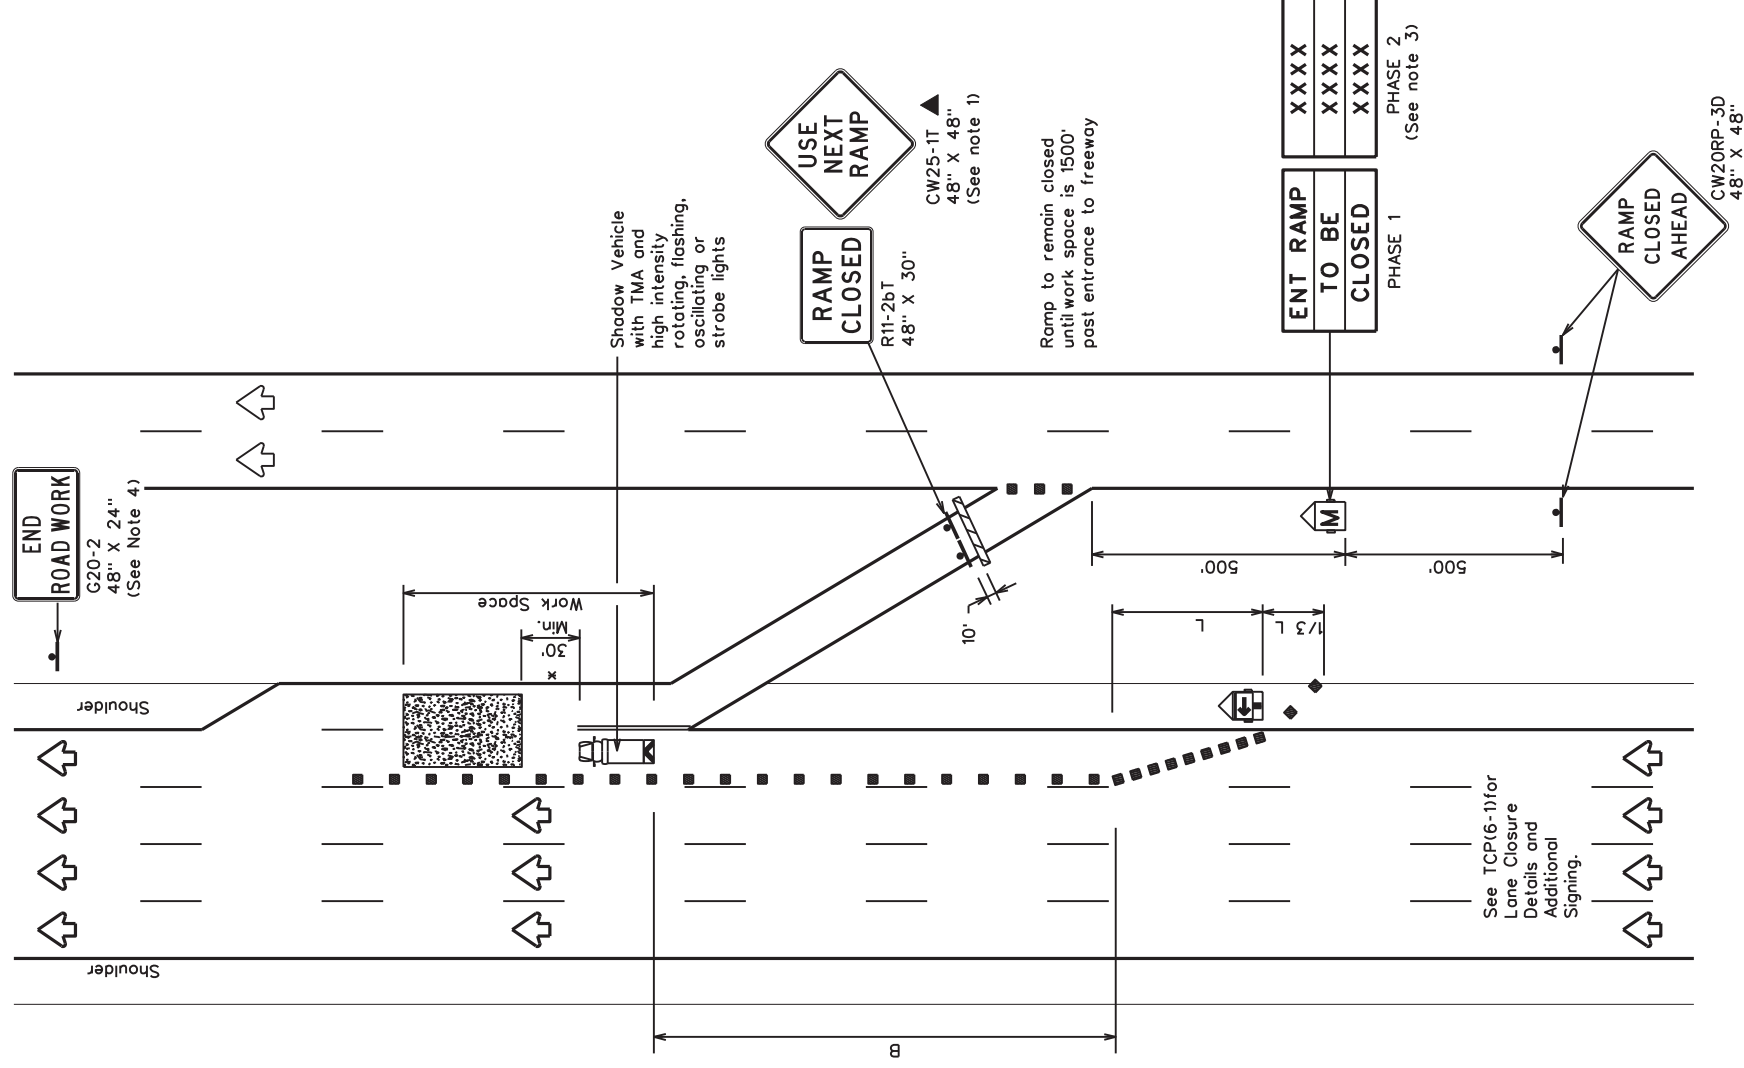 END
ROAD WORK
G20-2
48" X 24"
(See Note 4)
Shoulder
Shoulder
Work Space
Min.
30'
*
Shadow Vehicle
with TMA and
high intensity
rotating, flashing,
oscillating or
strobe lights
USE
NEXT
RAMP
CW25-1T
48" X 48"
(See note 1)
RAMP
CLOSED
R11-2bT
48" X 30"
10'
Ramp to remain closed
until work space is 1500'
past entrance to freeway
ENT RAMP
TO BE
CLOSED
PHASE 1
XXXX
XXXX
XXXX
PHASE 2
(See note 3)
M
500'
500'
L
1/3 L
RAMP
CLOSED
AHEAD
CW20RP-3D
48" X 48"
See TCP(6-1)for
Lane Closure
Details and
Additional
Signing.
B